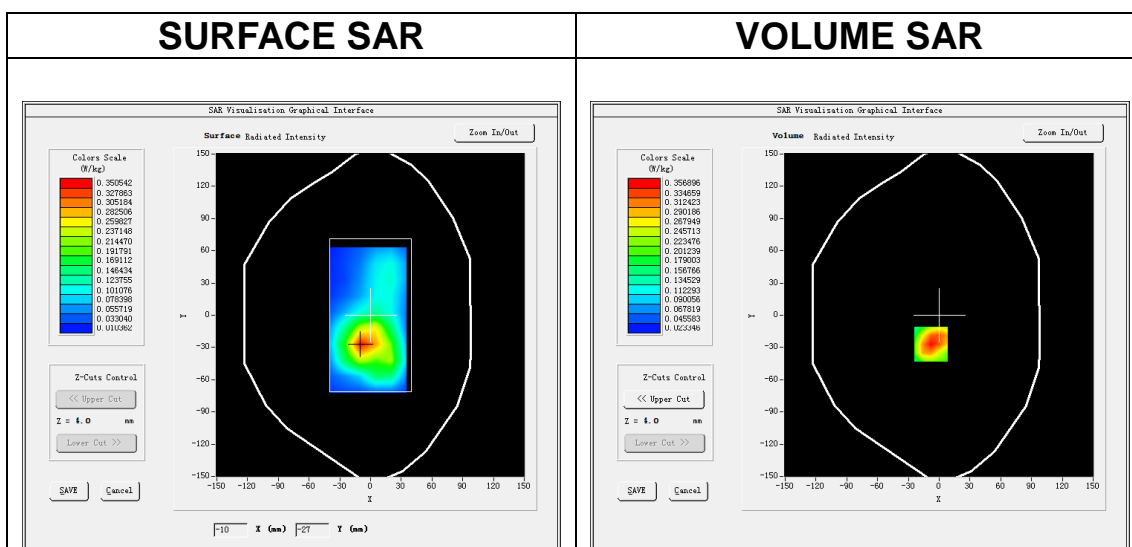 SURFACE SAR
VOLUME SAR
SAR Visualisation Graphical Interface
Surface Radiated Intensity
Zoom In/Out
Colors Scale
(W/kg)
0.350542
0.327863
0.305184
0.282506
0.259827
0.237148
0.214470
0.191791
0.169112
0.146434
0.123755
0.101076
0.078398
0.055719
0.033040
0.010362
150
120
90
60
30
0
-30
-60
-90
-120
-150
Y
-150 -120 -90 -60 -30 0 30 60 90 120 150
X
Z-Cuts Control
<< Upper Cut
Z = 4.0 mm
Lower Cut >>
SAVE Cancel
-10 X (mm) -27 Y (mm)
SAR Visualisation Graphical Interface
Volume Radiated Intensity
Zoom In/Out
Colors Scale
(W/kg)
0.356896
0.334659
0.312423
0.290186
0.267949
0.245713
0.223476
0.201239
0.179003
0.156766
0.134529
0.112293
0.090056
0.067819
0.045583
0.023346
150
120
90
60
30
0
-30
-60
-90
-120
-150
Y
-150 -120 -90 -60 -30 0 30 60 90 120 150
X
Z-Cuts Control
<< Upper Cut
Z = 4.0 mm
Lower Cut >>
SAVE Cancel